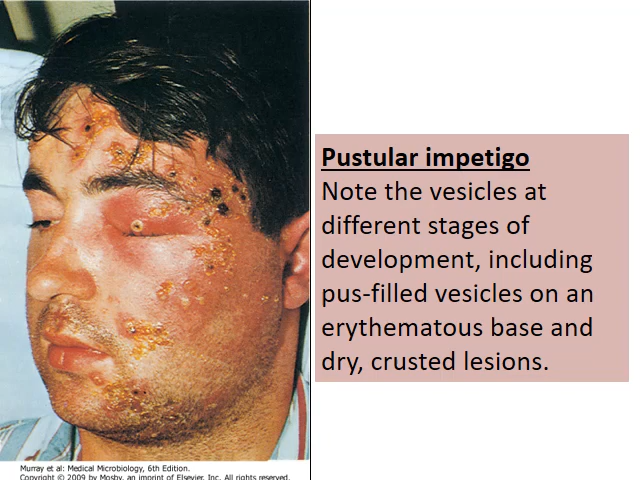 Pustular impetigo
Note the vesicles at
different stages of
development, including
pus-filled vesicles on an
erythematous base and
dry, crusted lesions.
Murray et al: Medical Microbiology, 6th Edition.
Copyright © 2009 by Mosby, an imprint of Elsevier, Inc. All rights reserved.